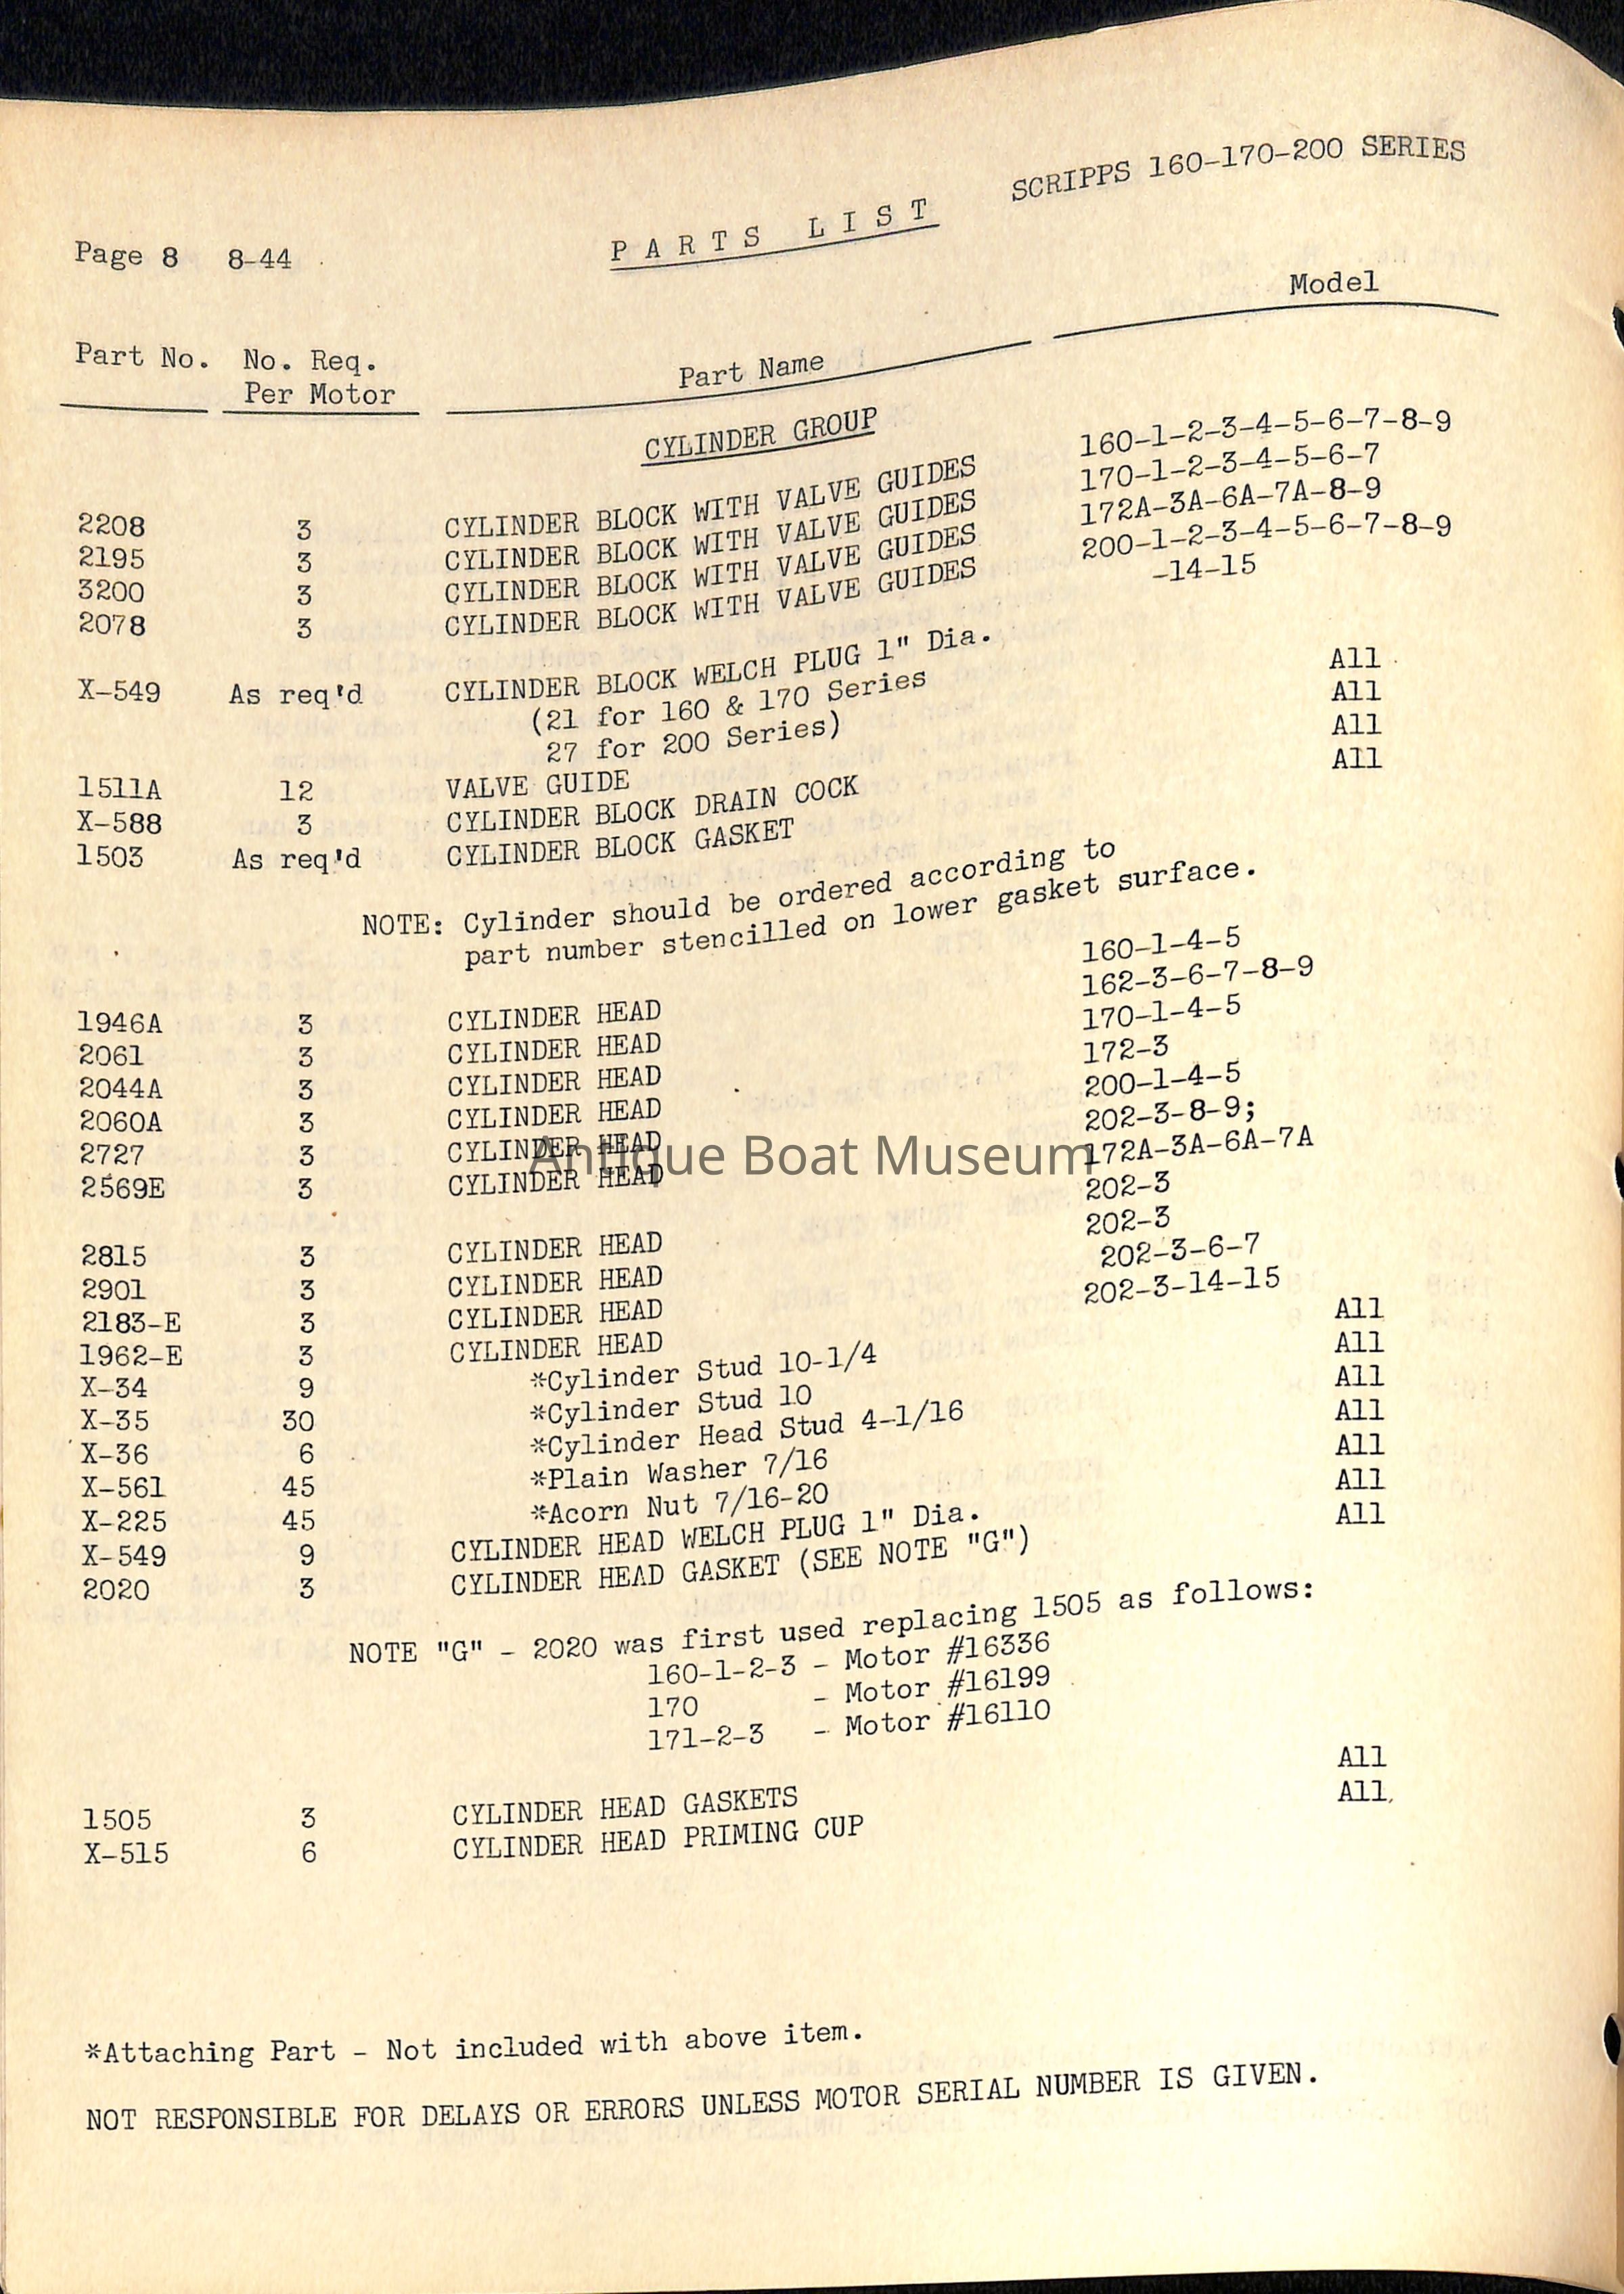 SCRIPPS 160-170-200 SERIES
Page 8   8-44   PARTS LIST
Model
Part No.   No. Req.   Part Name
Per Motor
CYLINDER GROUP
2208   3   CYLINDER BLOCK WITH VALVE GUIDES   160-1-2-3-4-5-6-7-8-9
2195   3   CYLINDER BLOCK WITH VALVE GUIDES   170-1-2-3-4-5-6-7
3200   3   CYLINDER BLOCK WITH VALVE GUIDES   172A-3A-6A-7A-8-9
2078   3   CYLINDER BLOCK WITH VALVE GUIDES   200-1-2-3-4-5-6-7-8-9
-14-15
X-549   As req'd   CYLINDER BLOCK WELCH PLUG 1" Dia.   All
(21 for 160 & 170 Series
27 for 200 Series)
1511A   12   VALVE GUIDE   All
X-588   3   CYLINDER BLOCK DRAIN COCK   All
1503   As req'd   CYLINDER BLOCK GASKET   All
NOTE: Cylinder should be ordered according to
part number stencilled on lower gasket surface.
1946A   3   CYLINDER HEAD   160-1-4-5
2061   3   CYLINDER HEAD   162-3-6-7-8-9
2044A   3   CYLINDER HEAD   170-1-4-5
2060A   3   CYLINDER HEAD   172-3
2727   3   CYLINDER HEAD   200-1-4-5
2569E   3   CYLINDER HEAD   202-3-8-9;
172A-3A-6A-7A
2815   3   CYLINDER HEAD   202-3
2901   3   CYLINDER HEAD   202-3
2183-E   3   CYLINDER HEAD   202-3-6-7
1962-E   3   CYLINDER HEAD   202-3-14-15
X-34   9   *Cylinder Stud 10-1/4   All
X-35   30   *Cylinder Stud 10   All
X-36   6   *Cylinder Head Stud 4-1/16   All
X-561   45   *Plain Washer 7/16   All
X-225   45   *Acorn Nut 7/16-20   All
X-549   9   CYLINDER HEAD WELCH PLUG 1" Dia.   All
2020   3   CYLINDER HEAD GASKET (SEE NOTE "G")   All
NOTE "G" - 2020 was first used replacing 1505 as follows:
160-1-2-3 - Motor #16336
170   - Motor #16199
171-2-3   - Motor #16110
1505   3   CYLINDER HEAD GASKETS   All
X-515   6   CYLINDER HEAD PRIMING CUP   All
*Attaching Part - Not included with above item.
NOT RESPONSIBLE FOR DELAYS OR ERRORS UNLESS MOTOR SERIAL NUMBER IS GIVEN.
Antique Boat Museum